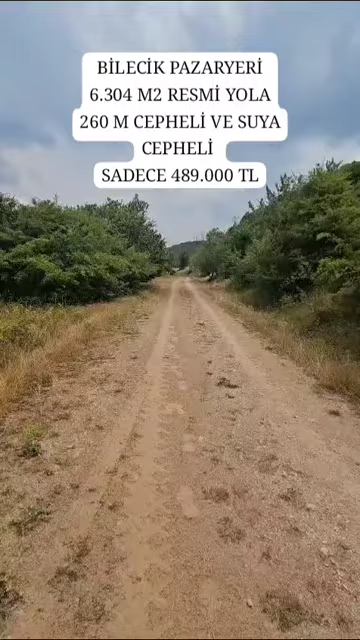 BİLECİK PAZARYERİ
6.304 M2 RESMİ YOLA
260 M CEPHELİ VE SUYA
CEPHELİ
SADECE 489.000 TL